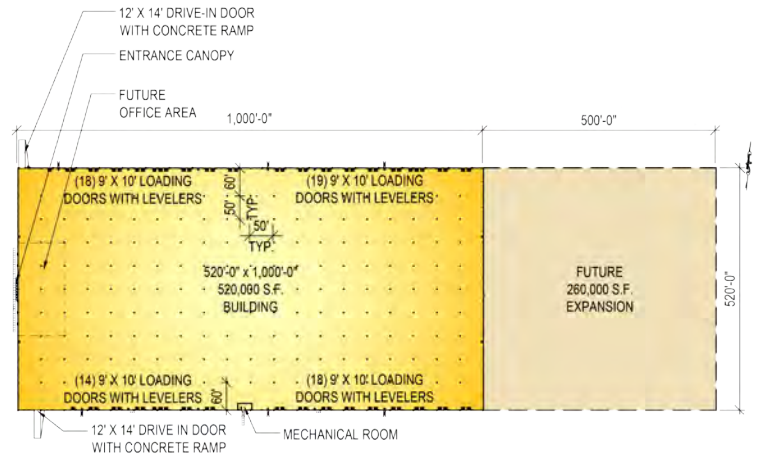 12' X 14' DRIVE-IN DOOR
WITH CONCRETE RAMP
ENTRANCE CANOPY
FUTURE
OFFICE AREA
1,000'-0"
500'-0"
(18) 9' X 10' LOADING
DOORS WITH LEVELERS
60'
50'
TYP.
50'
TYP.
(19) 9' X 10' LOADING
DOORS WITH LEVELERS
520'-0" x 1,000'-0"
520,000 S.F.
BUILDING
FUTURE
260,000 S.F.
EXPANSION
520'-0"
(14) 9' X 10' LOADING
DOORS WITH LEVELERS
60'
(18) 9' X 10' LOADING
DOORS WITH LEVELERS
12' X 14' DRIVE IN DOOR
WITH CONCRETE RAMP
MECHANICAL ROOM